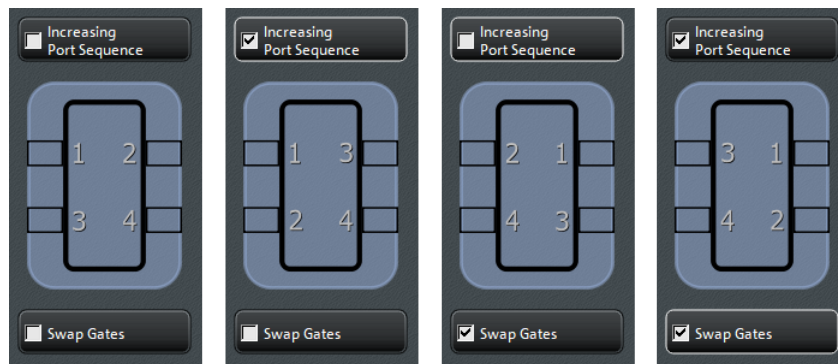 Increasing
Port Sequence
1 2
3 4
Swap Gates
Increasing
Port Sequence
1 3
2 4
Swap Gates
Increasing
Port Sequence
2 1
4 3
Swap Gates
Increasing
Port Sequence
3 1
4 2
Swap Gates